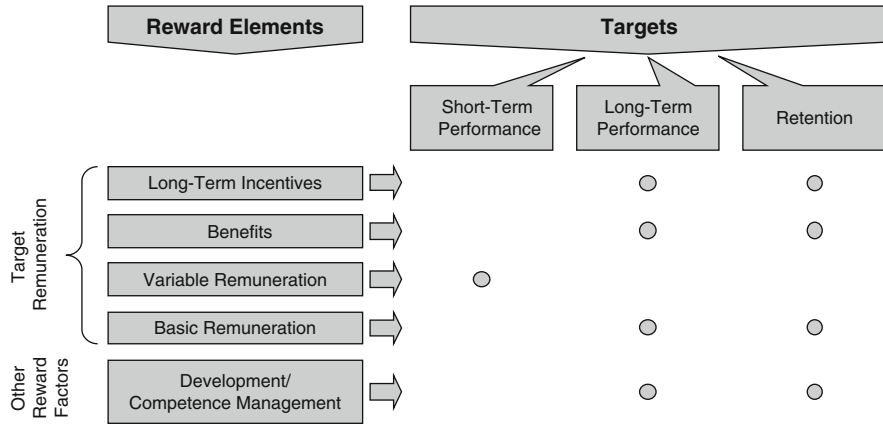 Reward Elements
Targets
Short-Term
Performance
Long-Term
Performance
Retention
Target
Remuneration
Long-Term Incentives
Benefits
Variable Remuneration
Basic Remuneration
Other
Reward
Factors
Development/
Competence Management